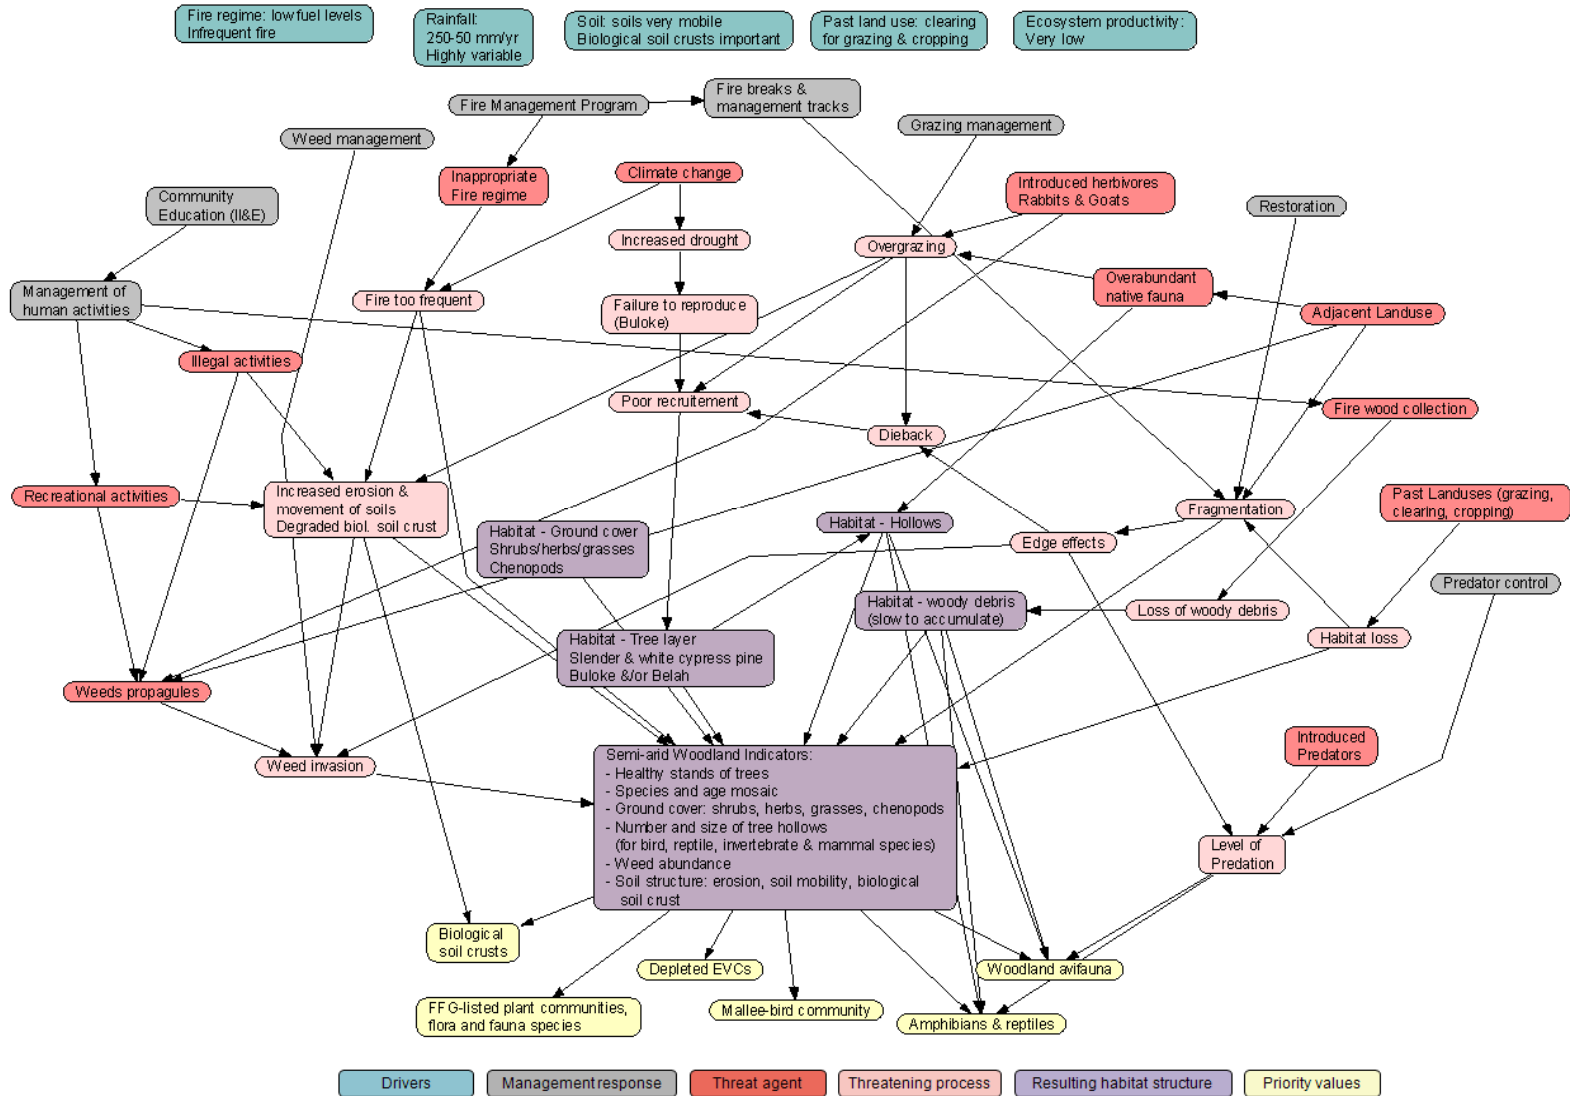 Fire regime: low fuel levels
Infrequent fire
Rainfall:
250-50 mm/yr
Highly variable
Soil: soils very mobile
Biological soil crusts important
Past land use: clearing
for grazing & cropping
Ecosystem productivity:
Very low
Fire Management Program
Fire breaks &
management tracks
Weed management
Grazing management
Inappropriate
Fire regime
Climate change
Introduced herbivores
Rabbits & Goats
Community
Education (II&E)
Restoration
Increased drought
Overgrazing
Management of
human activities
Fire too frequent
Failure to reproduce
(Buloke)
Overabundant
native fauna
Adjacent Landuse
Illegal activities
Poor recruitement
Dieback
Fire wood collection
Recreational activities
Increased erosion &
movement of soils
Degraded biol. soil crust
Habitat - Ground cover
Shrubs/herbs/grasses
Chenopods
Habitat - Hollows
Fragmentation
Past Landuses (grazing,
clearing, cropping)
Edge effects
Predator control
Habitat - woody debris
(slow to accumulate)
Loss of woody debris
Habitat loss
Habitat - Tree layer
Slender & white cypress pine
Buloke &/or Belah
Weeds propagules
Weed invasion
Introduced
Predators
Semi-arid Woodland Indicators:
- Healthy stands of trees
- Species and age mosaic
- Ground cover: shrubs, herbs, grasses, chenopods
- Number and size of tree hollows
(for bird, reptile, invertebrate & mammal species)
- Weed abundance
- Soil structure: erosion, soil mobility, biological
soil crust
Level of
Predation
Biological
soil crusts
Depleted EVCs
Woodland avifauna
FFG-listed plant communities,
flora and fauna species
Mallee-bird community
Amphibians & reptiles
Drivers
Management response
Threat agent
Threatening process
Resulting habitat structure
Priority values